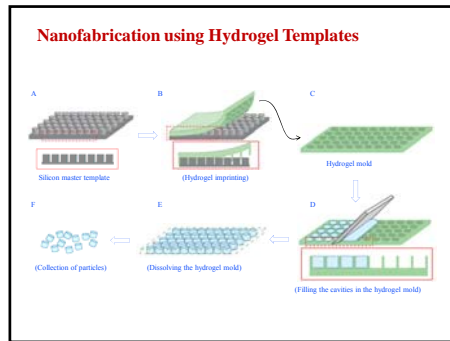 Nanofabrication using Hydrogel Templates
A
B
C
Silicon master template
(Hydrogel imprinting)
Hydrogel mold
F
E
D
(Collection of particles)
(Dissolving the hydrogel mold)
(Filling the cavities in the hydrogel mold)